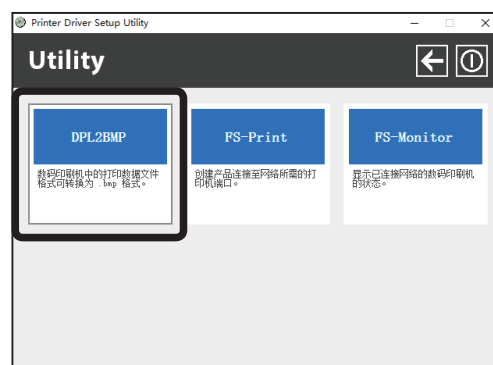 Printer Driver Setup Utility
Utility
DPL2BMP
数码印刷机中的打印数据文件
格式可转换为 .bmp 格式。
FS-Print
创建产品连接至网络所需的打
印机端口。
FS-Monitor
显示已连接网络的数码印刷机
的状态。